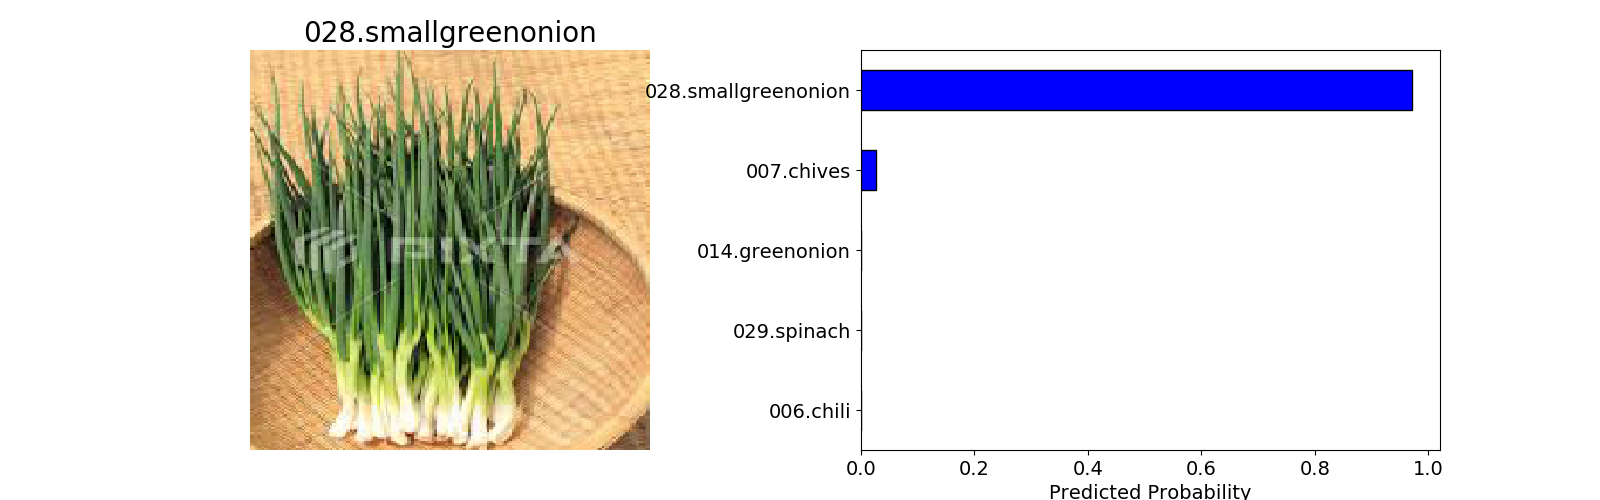 028.smallgreenonion
PIXTA
028.smallgreenonion
007.chives
014.greenonion
029.spinach
006.chili
0.0 0.2 0.4 0.6 0.8 1.0
Predicted Probability